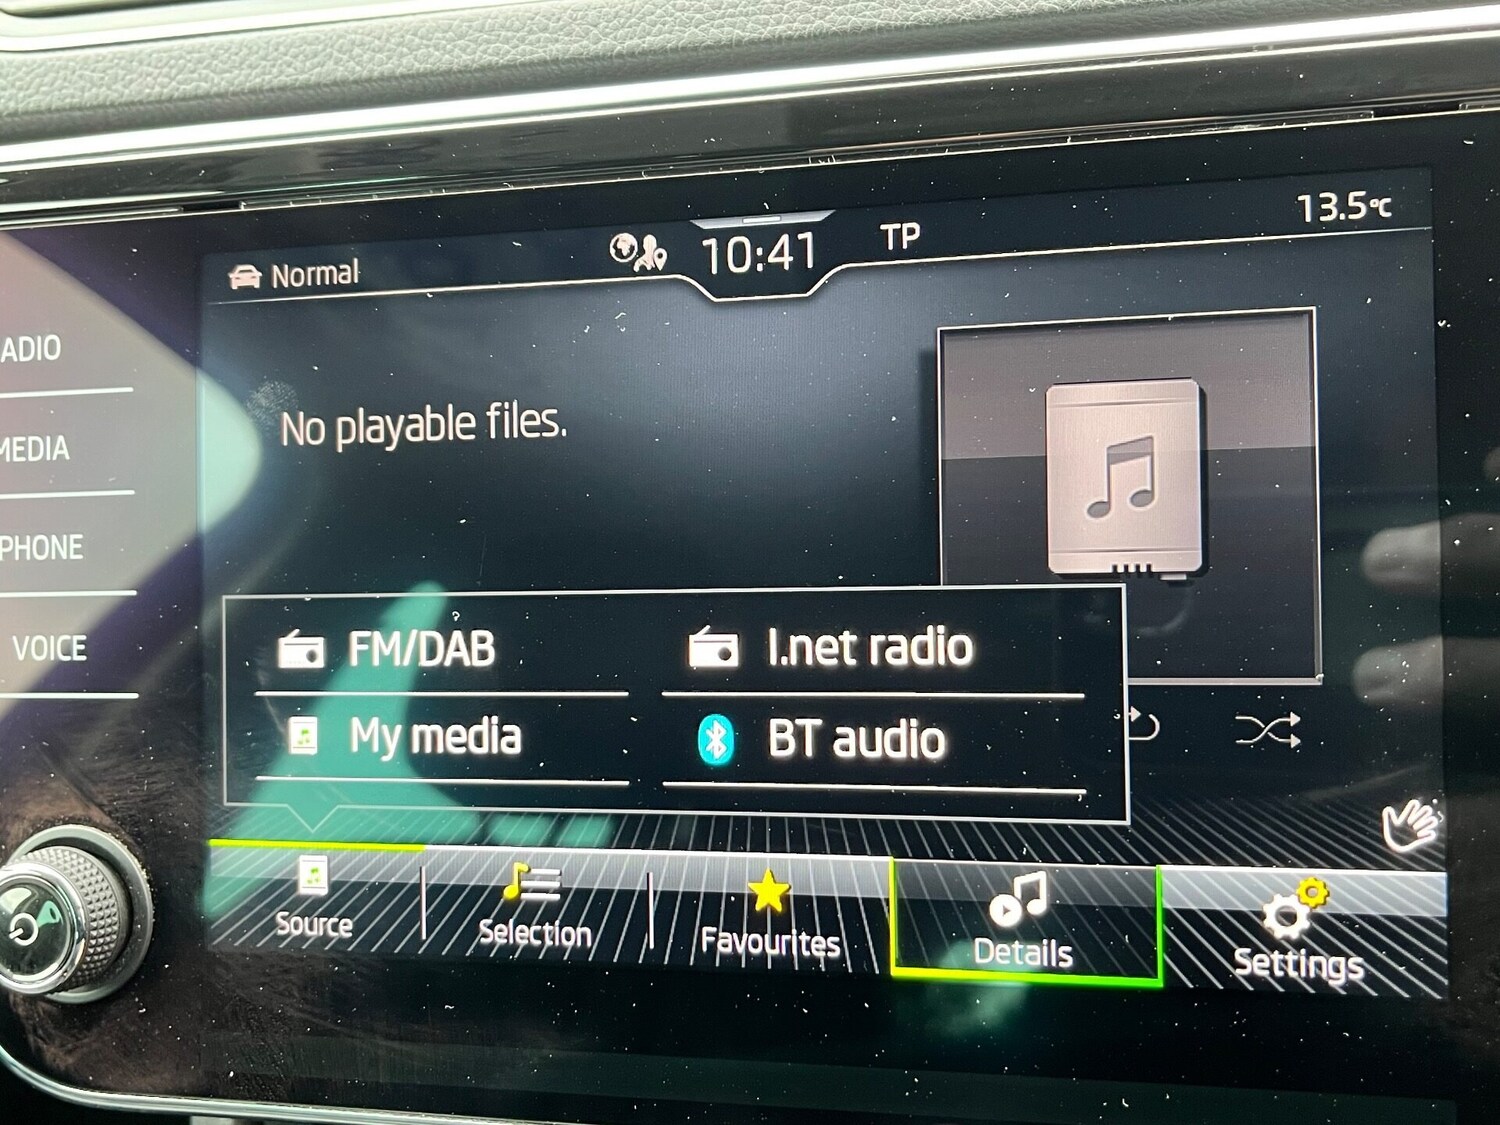 Normal
10:41
TP
13.5°C
ADIO
MEDIA
PHONE
VOICE
No playable files.
FM/DAB
I.net radio
My media
BT audio
Source
Selection
Favourites
Details
Settings